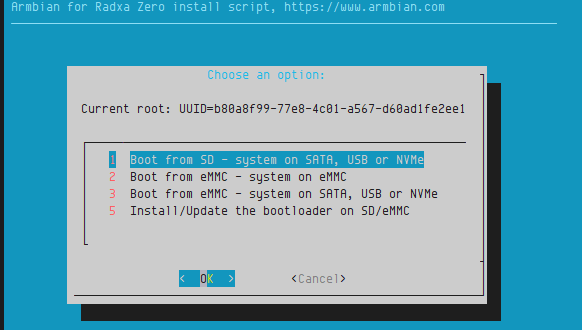 Armbian for Radxa Zero install script, https://www.armbian.com
Choose an option:
Current root: UUID=b80a8f99-77e8-4c01-a567-d60ad1fe2ee1
1 Boot from SD - system on SATA, USB or NVMe
2 Boot from eMMC - system on eMMC
3 Boot from eMMC - system on SATA, USB or NVMe
5 Install/Update the bootloader on SD/eMMC
< OK > <Cancel>